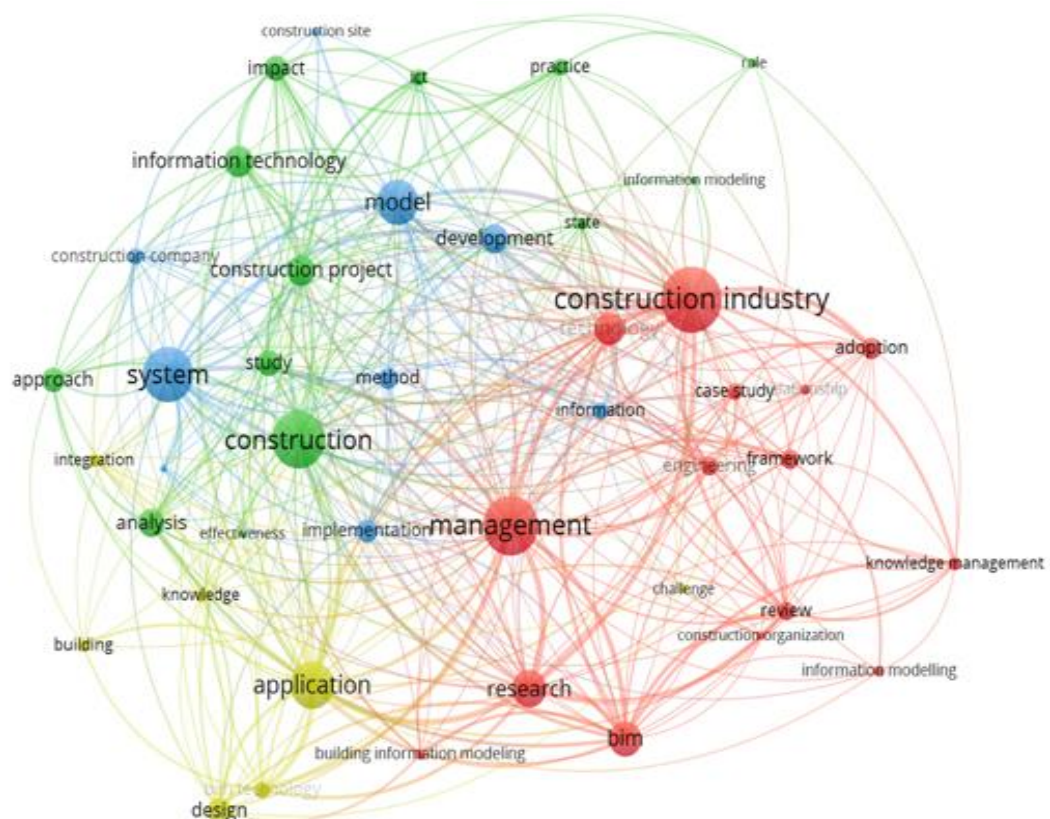 construction site
impact
ict
practice
role
information technology
information modeling
model
state
development
construction company
construction project
construction industry
technology
adoption
study
system
method
approach
case study
information
construction
integration
engineering
framework
analysis
effectiveness
implementation
management
knowledge management
challenge
knowledge
review
construction organization
building
information modelling
application
research
bim
building information modeling
design